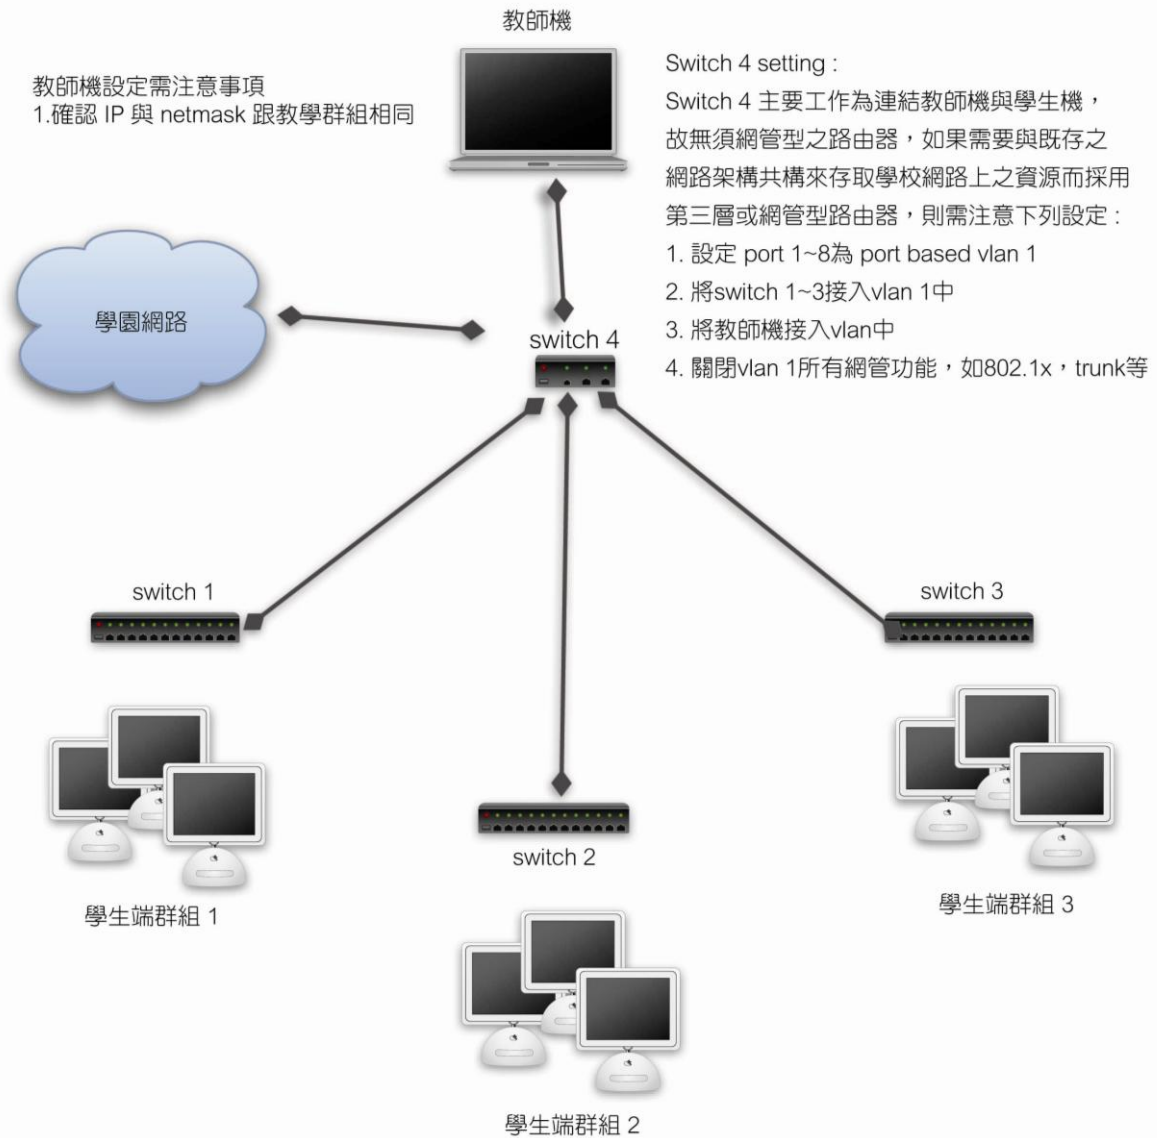 教師機
教師機設定需注意事項
1.確認 IP 與 netmask 跟教學群組相同
Switch 4 setting :
Switch 4 主要工作為連結教師機與學生機，
故無須網管型之路由器，如果需要與既存之
網路架構共構來存取學校網路上之資源而採用
第三層或網管型路由器，則需注意下列設定 :
1. 設定 port 1~8為 port based vlan 1
2. 將switch 1~3接入vlan 1中
3. 將教師機接入vlan中
4. 關閉vlan 1所有網管功能，如802.1x，trunk等
學園網路
switch 4
switch 1
switch 3
switch 2
學生端群組 1
學生端群組 3
學生端群組 2